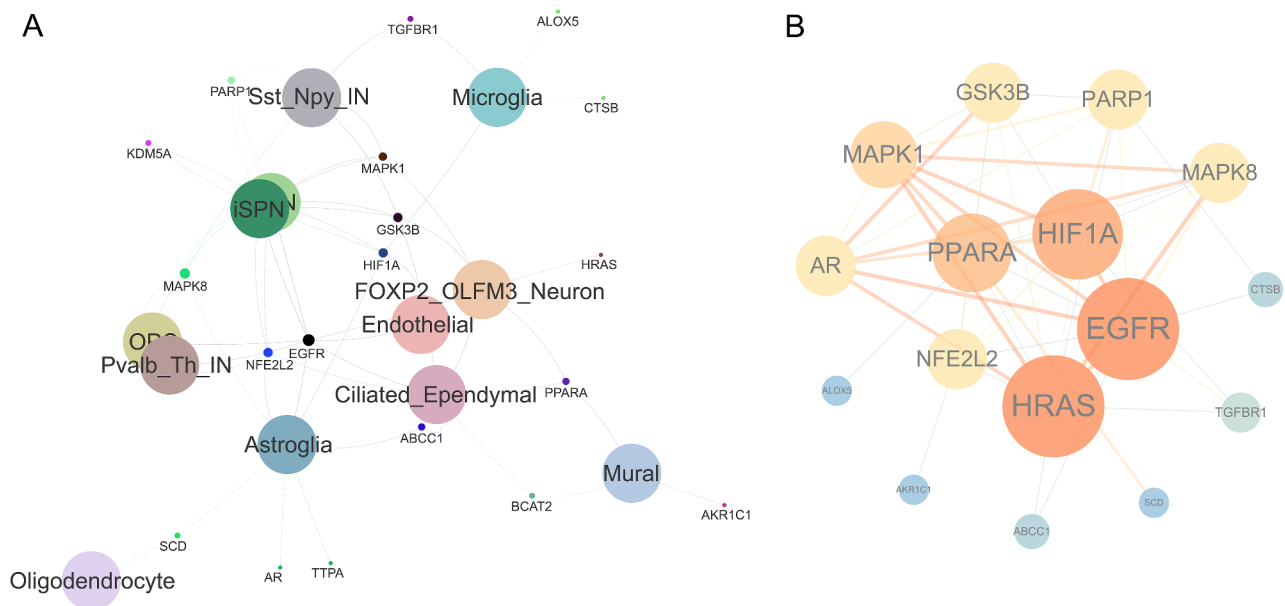 A
B
TGFBR1
ALOX5
PARP1
Sst_Npy_IN
Microglia
CTSB
KDM5A
MAPK1
iSPN
GSK3B
HIF1A
HRAS
MAPK8
FOXP2_OLFM3_Neuron
Endothelial
Pvalb_Th_IN
NFE2L2
EGFR
Ciliated_Ependymal
PPARA
ABCC1
Astroglia
Mural
BCAT2
AKR1C1
SCD
Oligodendrocyte
AR
TTPA
GSK3B
PARP1
MAPK1
MAPK8
HIF1A
PPARA
AR
CTSB
EGFR
NFE2L2
ALOX5
HRAS
TGFBR1
AKR1C1
SCD
ABCC1